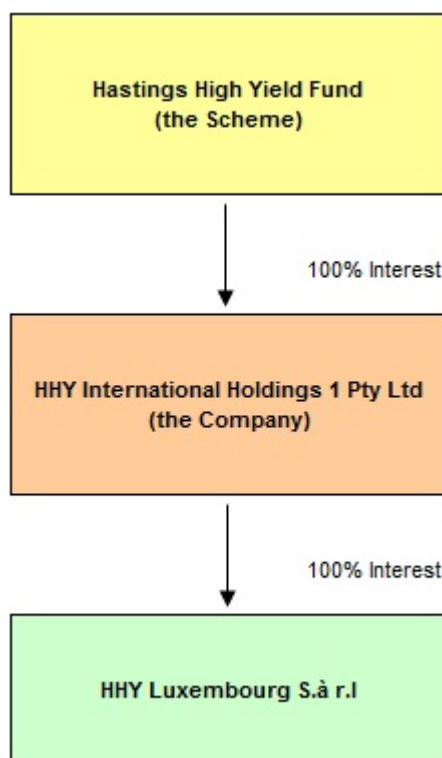 Hastings High Yield Fund
(the Scheme)
100% Interest
HHY International Holdings 1 Pty Ltd
(the Company)
100% Interest
HHY Luxembourg S.à r.l